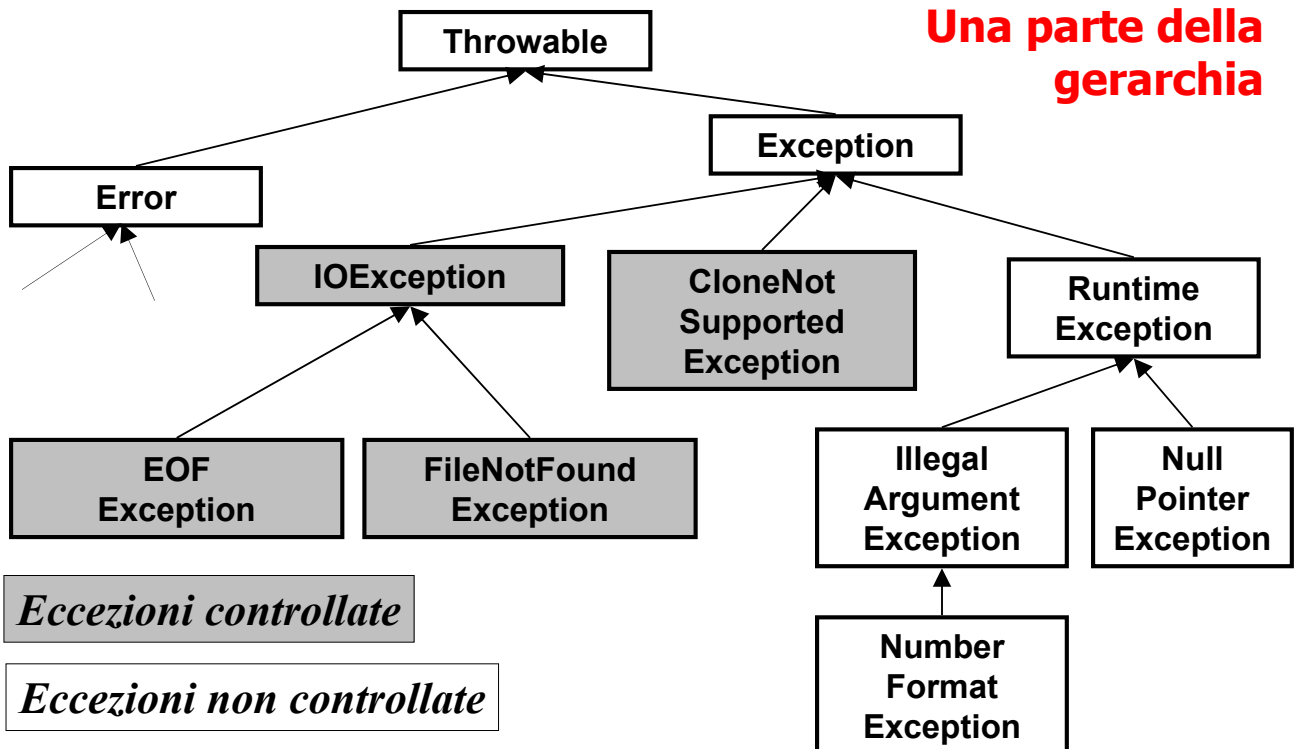 Una parte della
gerarchia
Throwable
Exception
Error
IOException
CloneNot
Supported
Exception
Runtime
Exception
EOF
Exception
FileNotFound
Exception
Illegal
Argument
Exception
Null
Pointer
Exception
Eccezioni controllate
Number
Format
Exception
Eccezioni non controllate